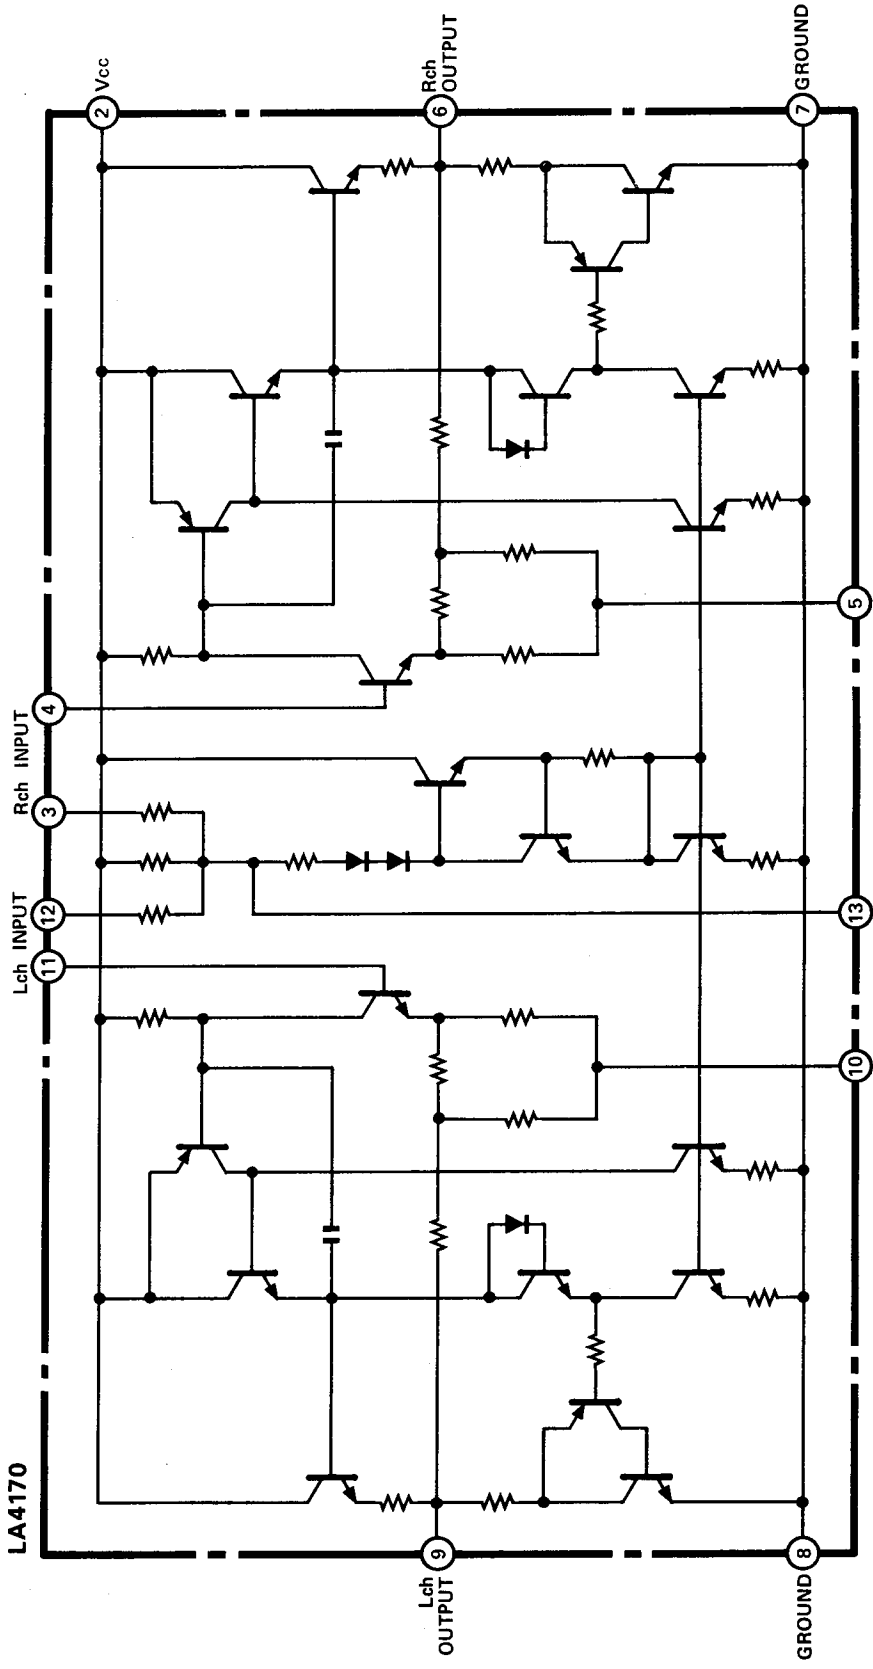 LA4170
2
Vcc
6
Rch
OUTPUT
7
GROUND
4
Rch INPUT
3
5
12
Lch INPUT
11
13
10
9
Lch
OUTPUT
8
GROUND